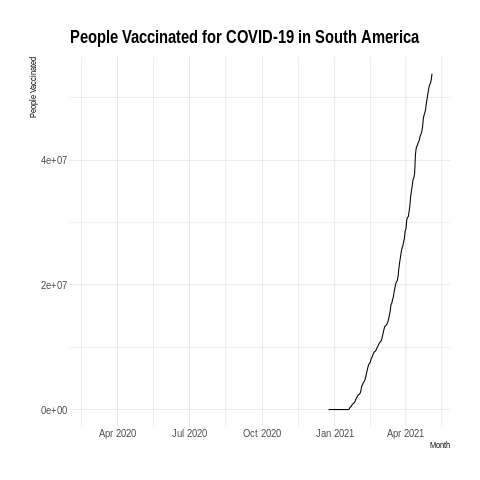 People Vaccinated for COVID-19 in South America
People Vaccinated
4e+07
2e+07
0e+00
Apr 2020 Jul 2020 Oct 2020 Jan 2021 Apr 2021
Month